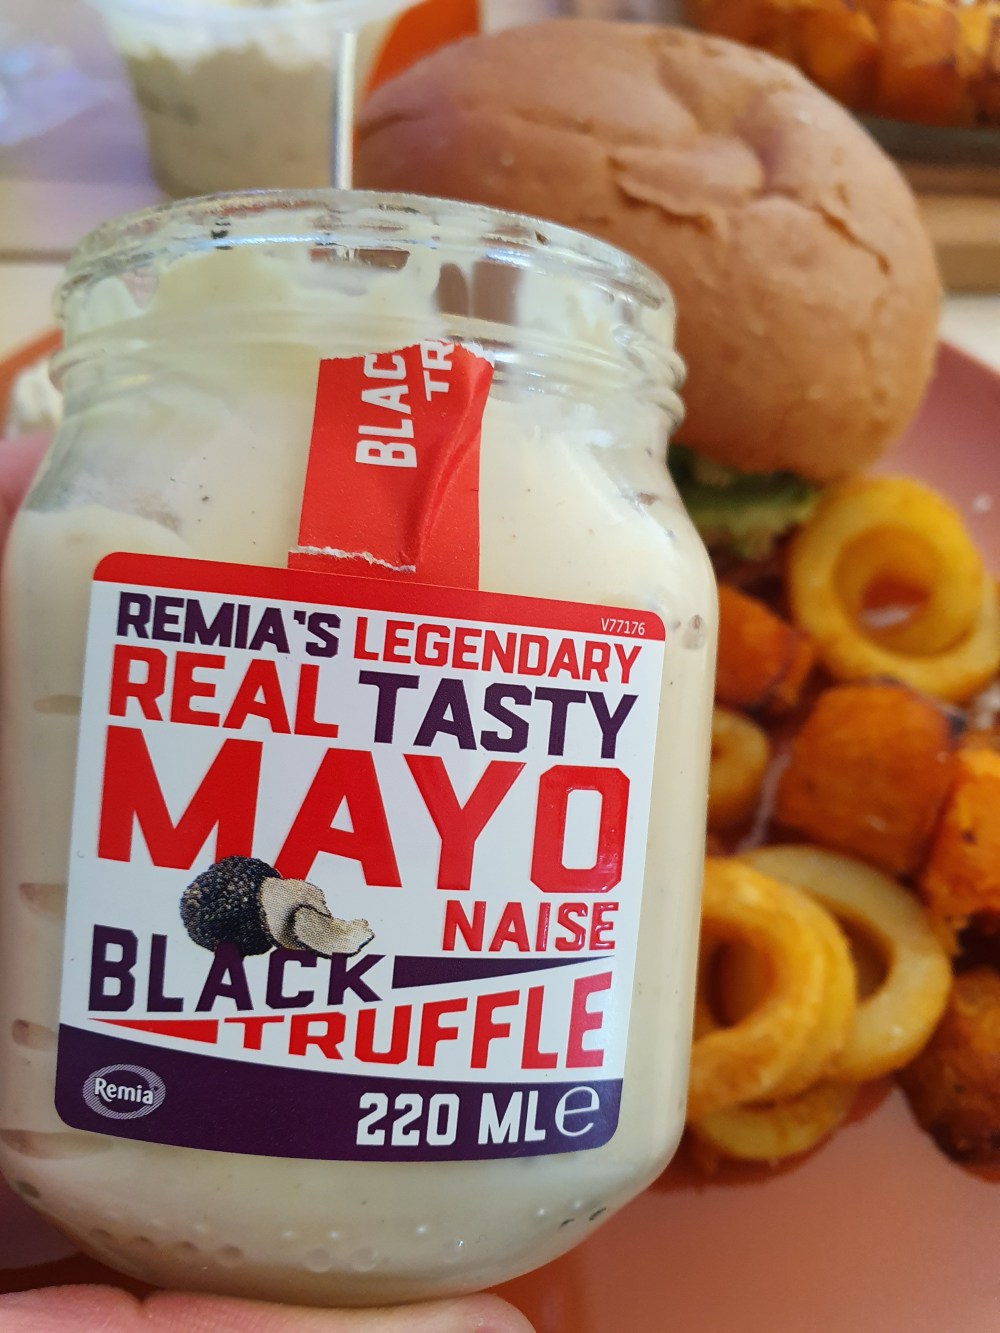 BLAC
TR
V77176
REMIA'S LEGENDARY
REAL TASTY
MAYO
NAISE
BLACK
TRUFFLE
Remia
220 ML e